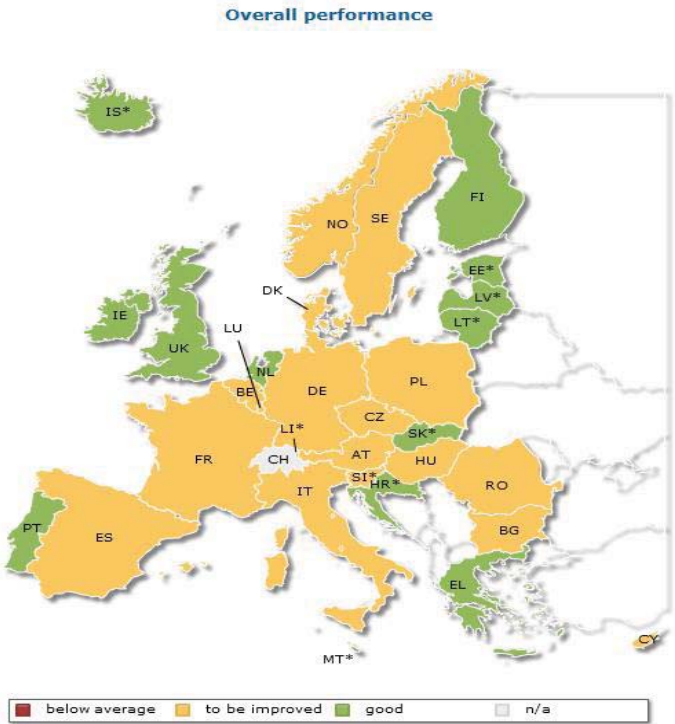 Overall performance
IS*
FI
NO
SE
EE*
DK
LV*
IE
LT*
LU
UK
NL
PL
BE
DE
CZ
LI*
SK*
FR
CH
AT
HU
SI*
HR*
RO
IT
PT
ES
BG
EL
CY
MT*
below average to be improved good n/a